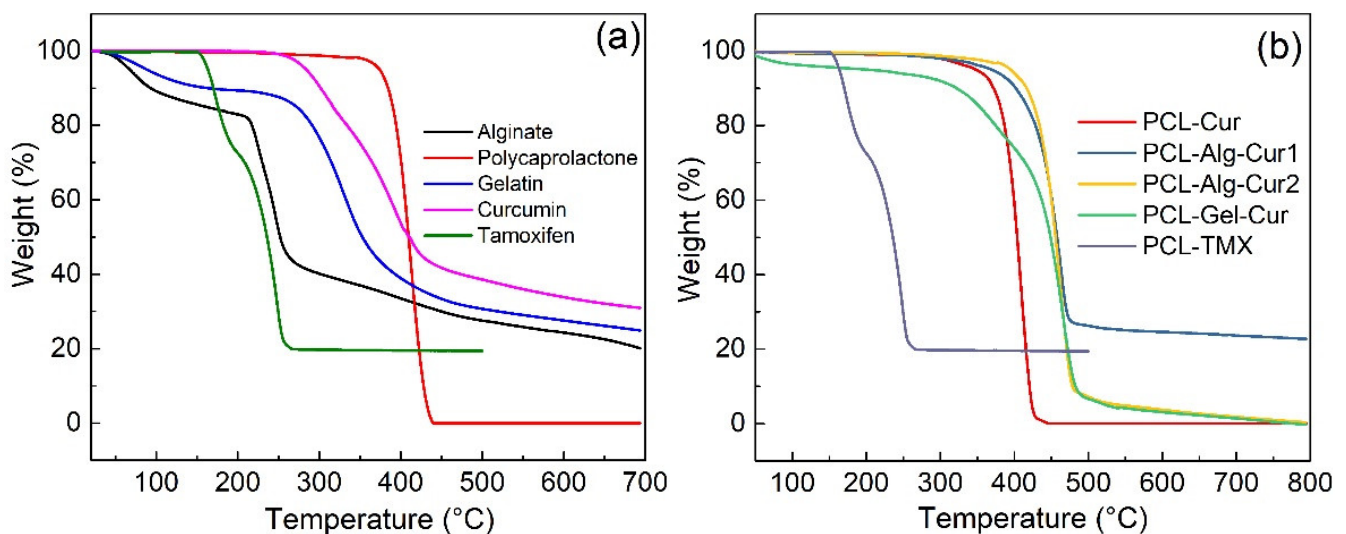 (a)
Weight (%)
100
80
60
40
20
0
Alginate
Polycaprolactone
Gelatin
Curcumin
Tamoxifen
100 200 300 400 500 600 700
Temperature (°C)
(b)
Weight (%)
100
80
60
40
20
0
PCL-Cur
PCL-Alg-Cur1
PCL-Alg-Cur2
PCL-Gel-Cur
PCL-TMX
100 200 300 400 500 600 700 800
Temperature (°C)